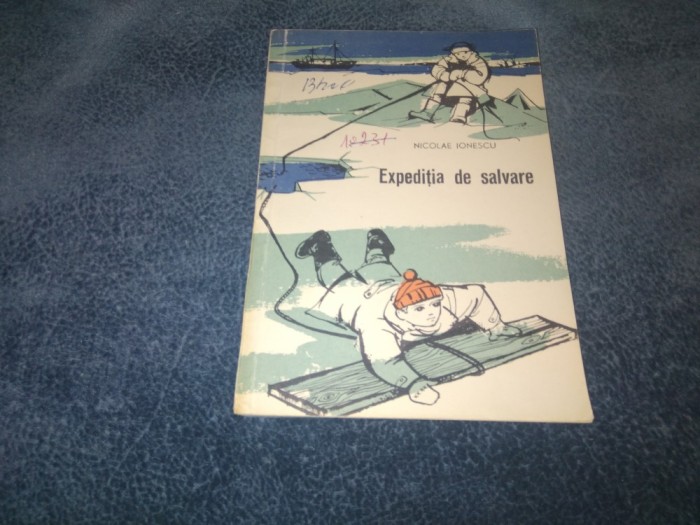 NICOLAE IONESCU
Expediția de salvare